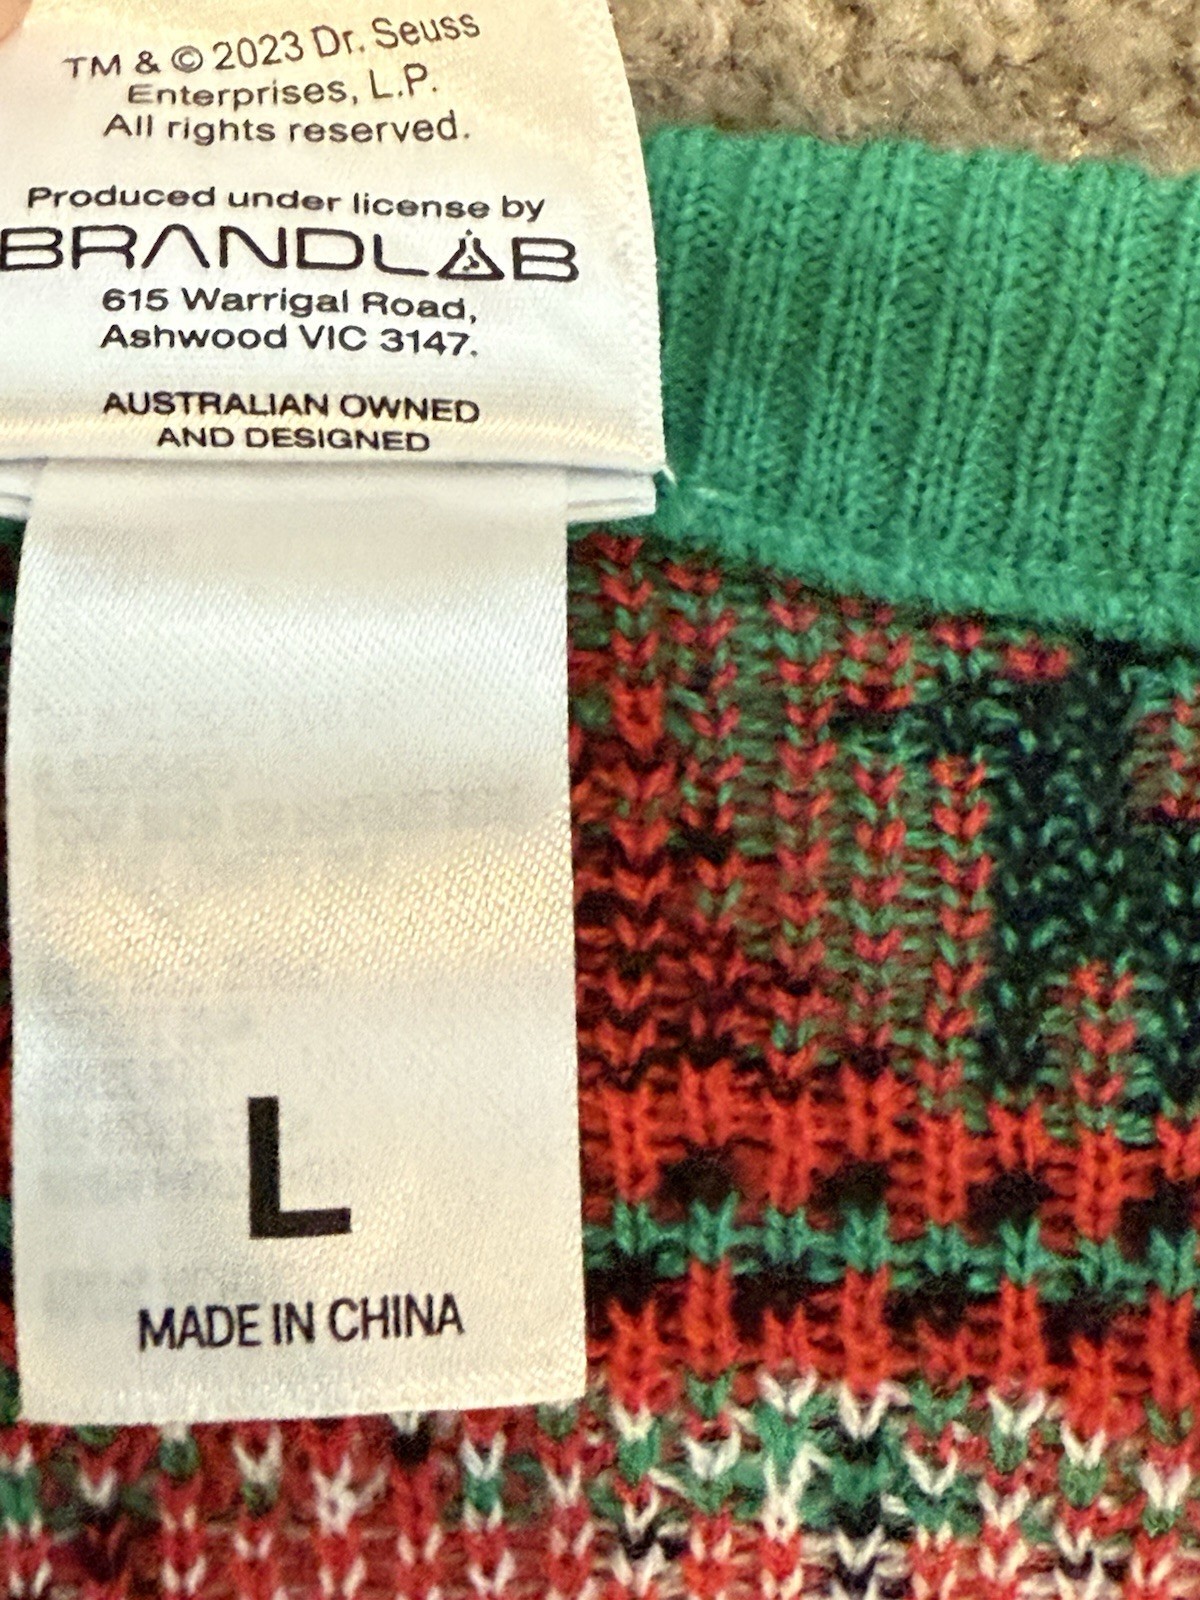 TM & © 2023 Dr. Seuss
Enterprises, L.P.
All rights reserved.
Produced under license by
BRANDLAB
615 Warrigal Road,
Ashwood VIC 3147.
AUSTRALIAN OWNED
AND DESIGNED
L
MADE IN CHINA